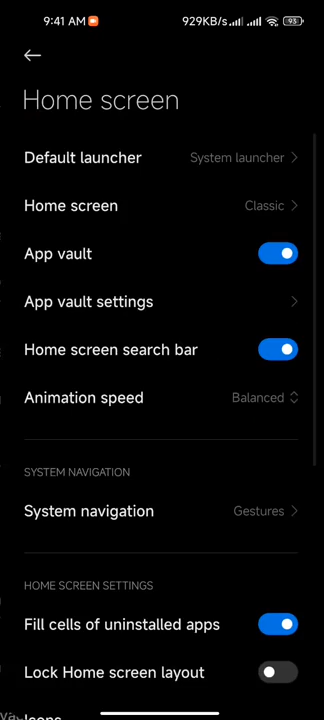 9:41 AM 929KB/s 93
Home screen
Default launcher System launcher
Home screen Classic
App vault
App vault settings
Home screen search bar
Animation speed Balanced
SYSTEM NAVIGATION
System navigation Gestures
HOME SCREEN SETTINGS
Fill cells of uninstalled apps
Lock Home screen layout
Icons